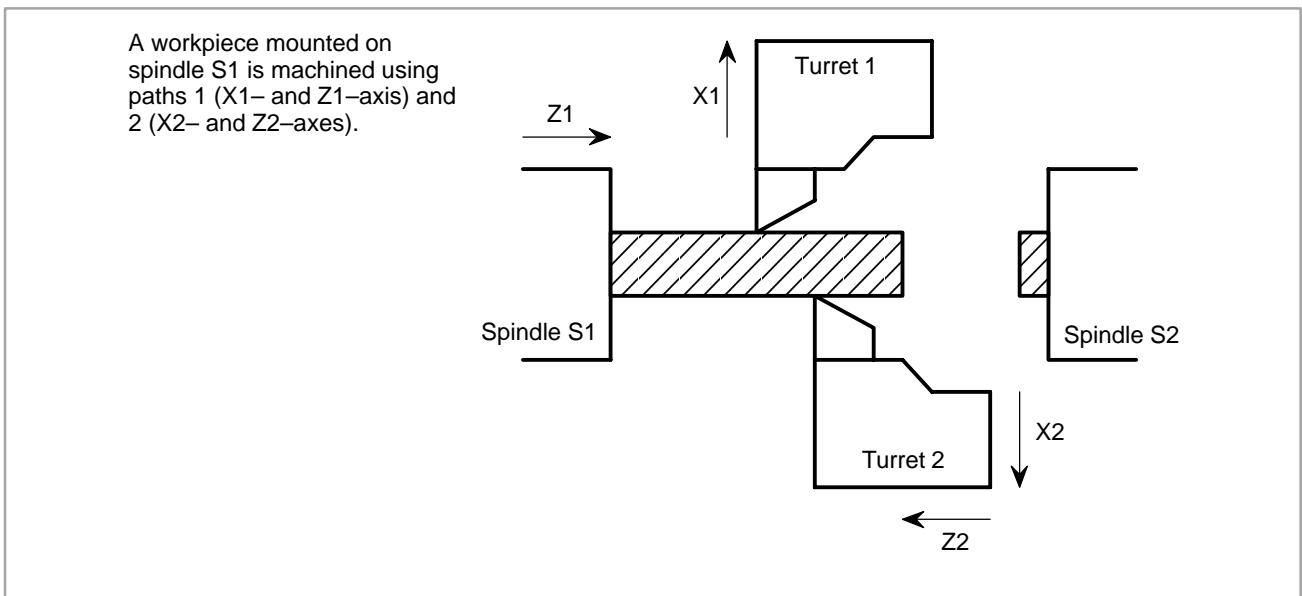 A workpiece mounted on
spindle S1 is machined using
paths 1 (X1– and Z1–axis) and
2 (X2– and Z2–axes).
Turret 1
X1
Z1
Spindle S1
Spindle S2
X2
Turret 2
Z2